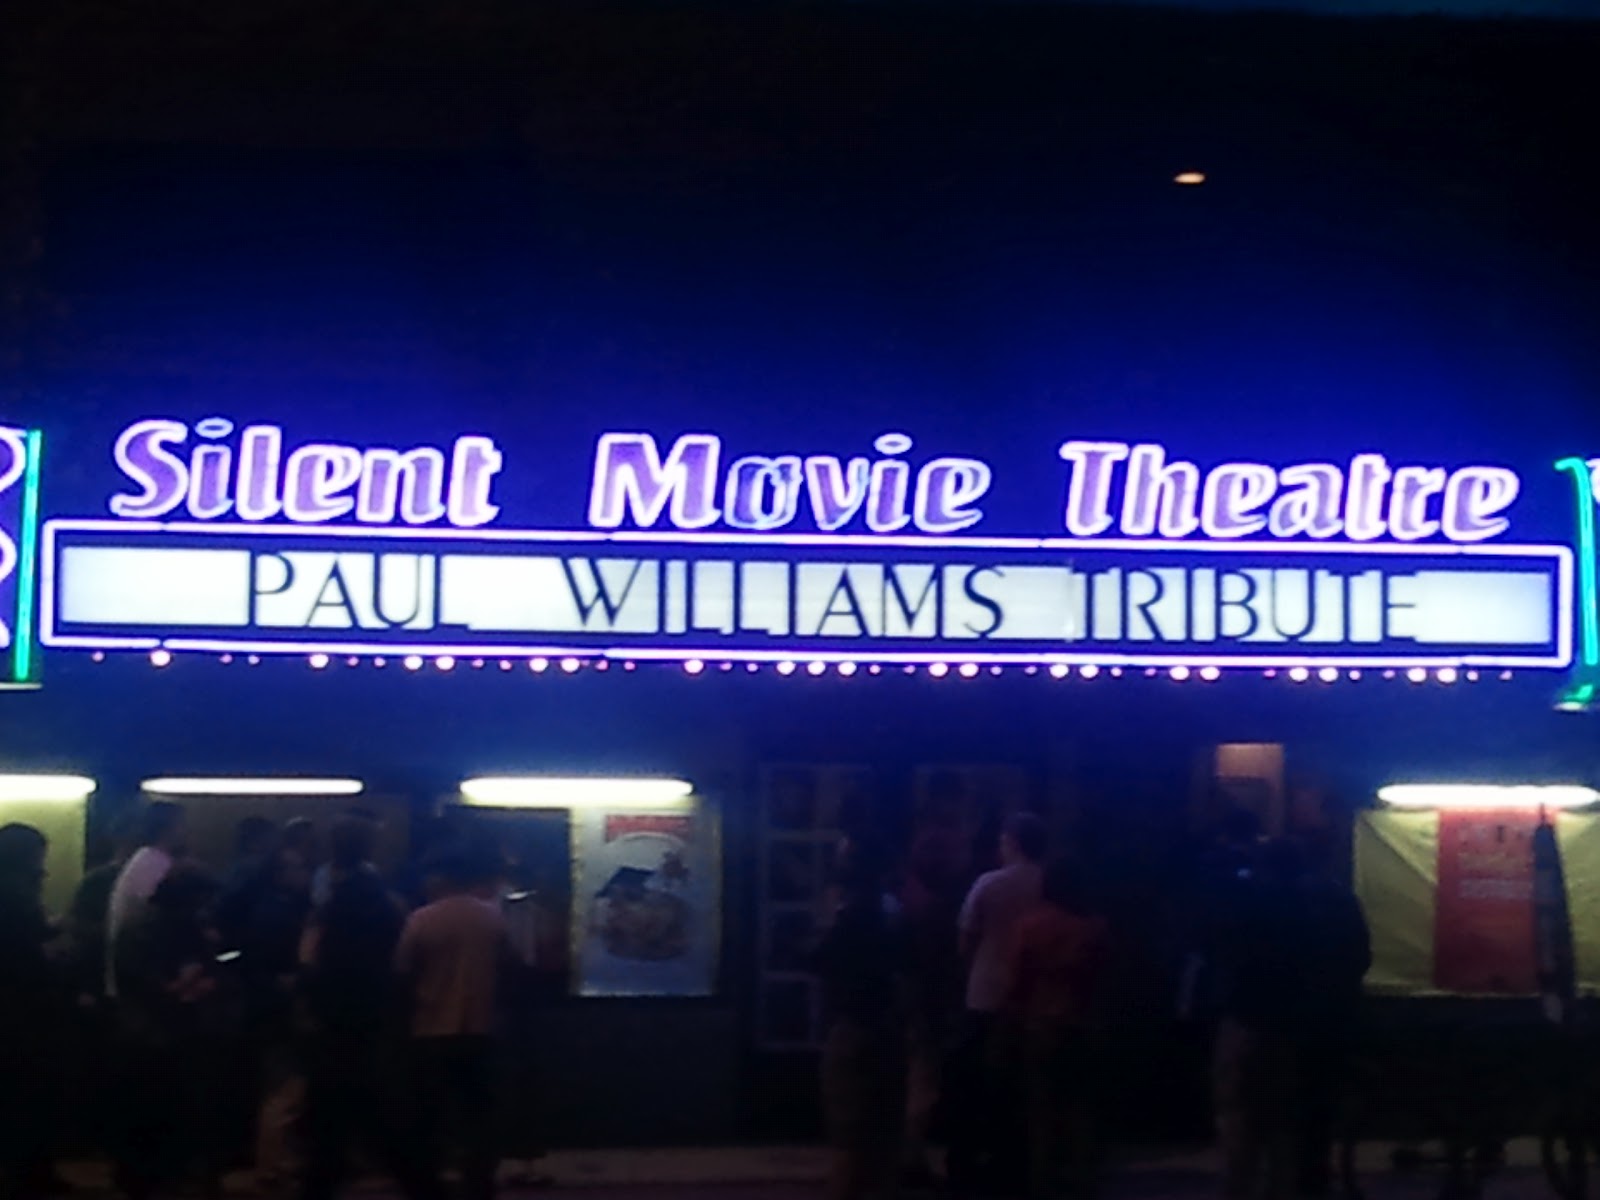 Silent Movie Theatre
PAUL WILLIAMS TRIBUTE